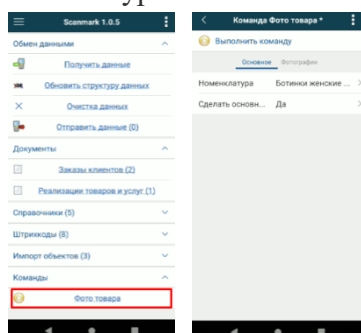 Scanmark 1.0.5
Обмен данными
Получить данные
Обновить структуру данных
Очистка данных
Отправить данные (0)
Документы
Заказы клиентов (2)
Реализации товаров и услуг (1)
Справочники (5)
Штрихкоды (8)
Импорт объектов (3)
Команды
Фото товара
Команда Фото товара *
Выполнить команду
Основное Фотографии
Номенклатура Ботинки женские ...
Сделать основн... Да